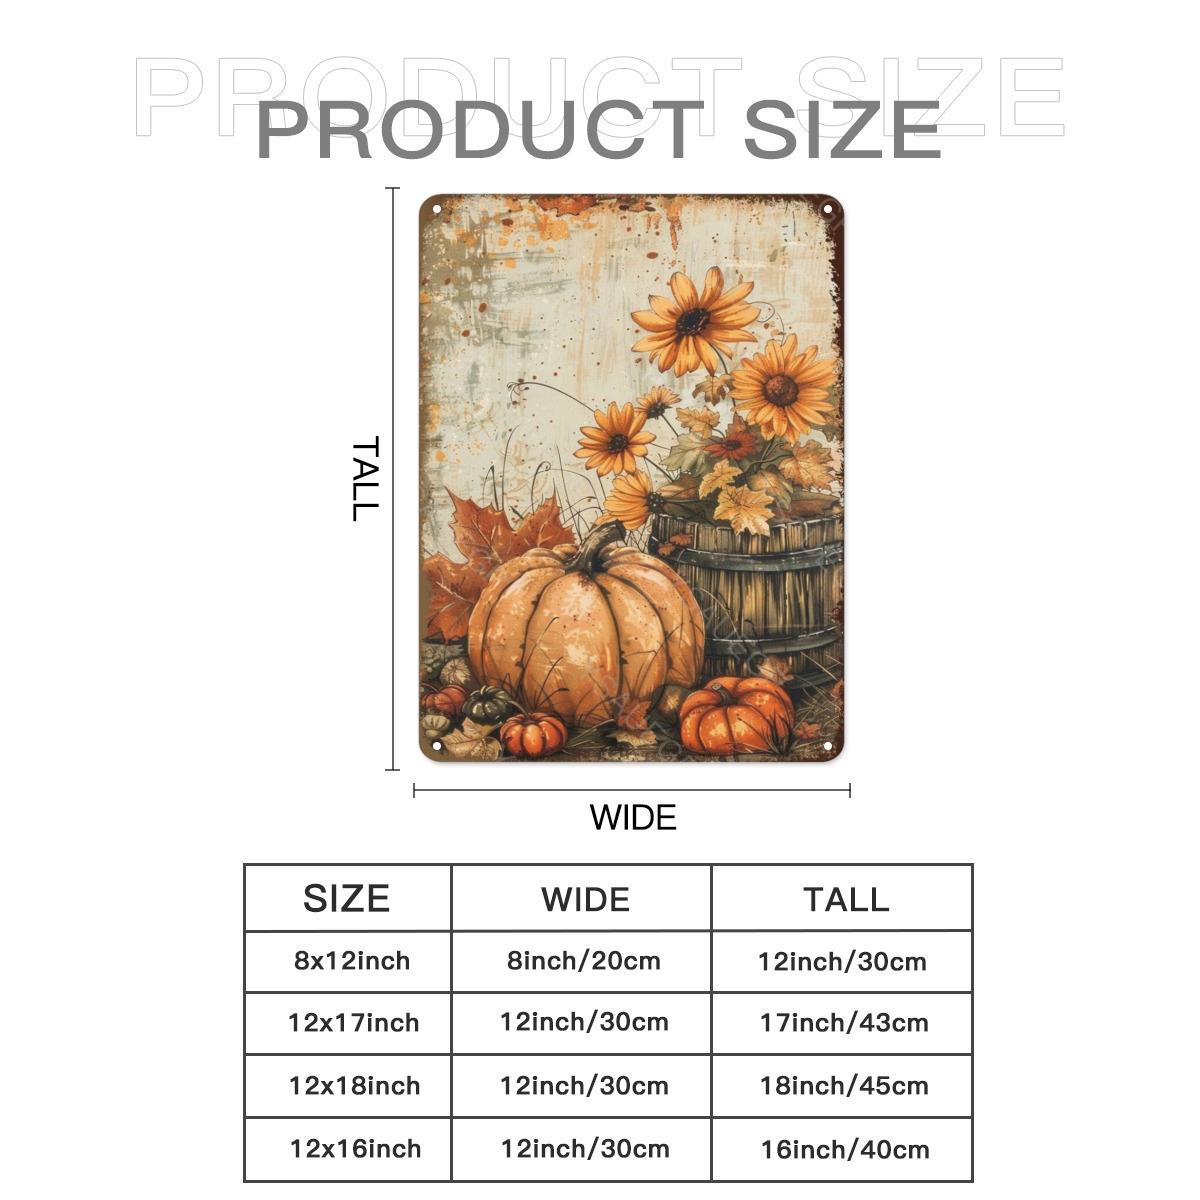 PRODUCT SIZE
PRODUCT SIZE
TALL
WIDE
SIZE WIDE TALL
8x12inch 8inch/20cm 12inch/30cm
12x17inch 12inch/30cm 17inch/43cm
12x18inch 12inch/30cm 18inch/45cm
12x16inch 12inch/30cm 16inch/40cm